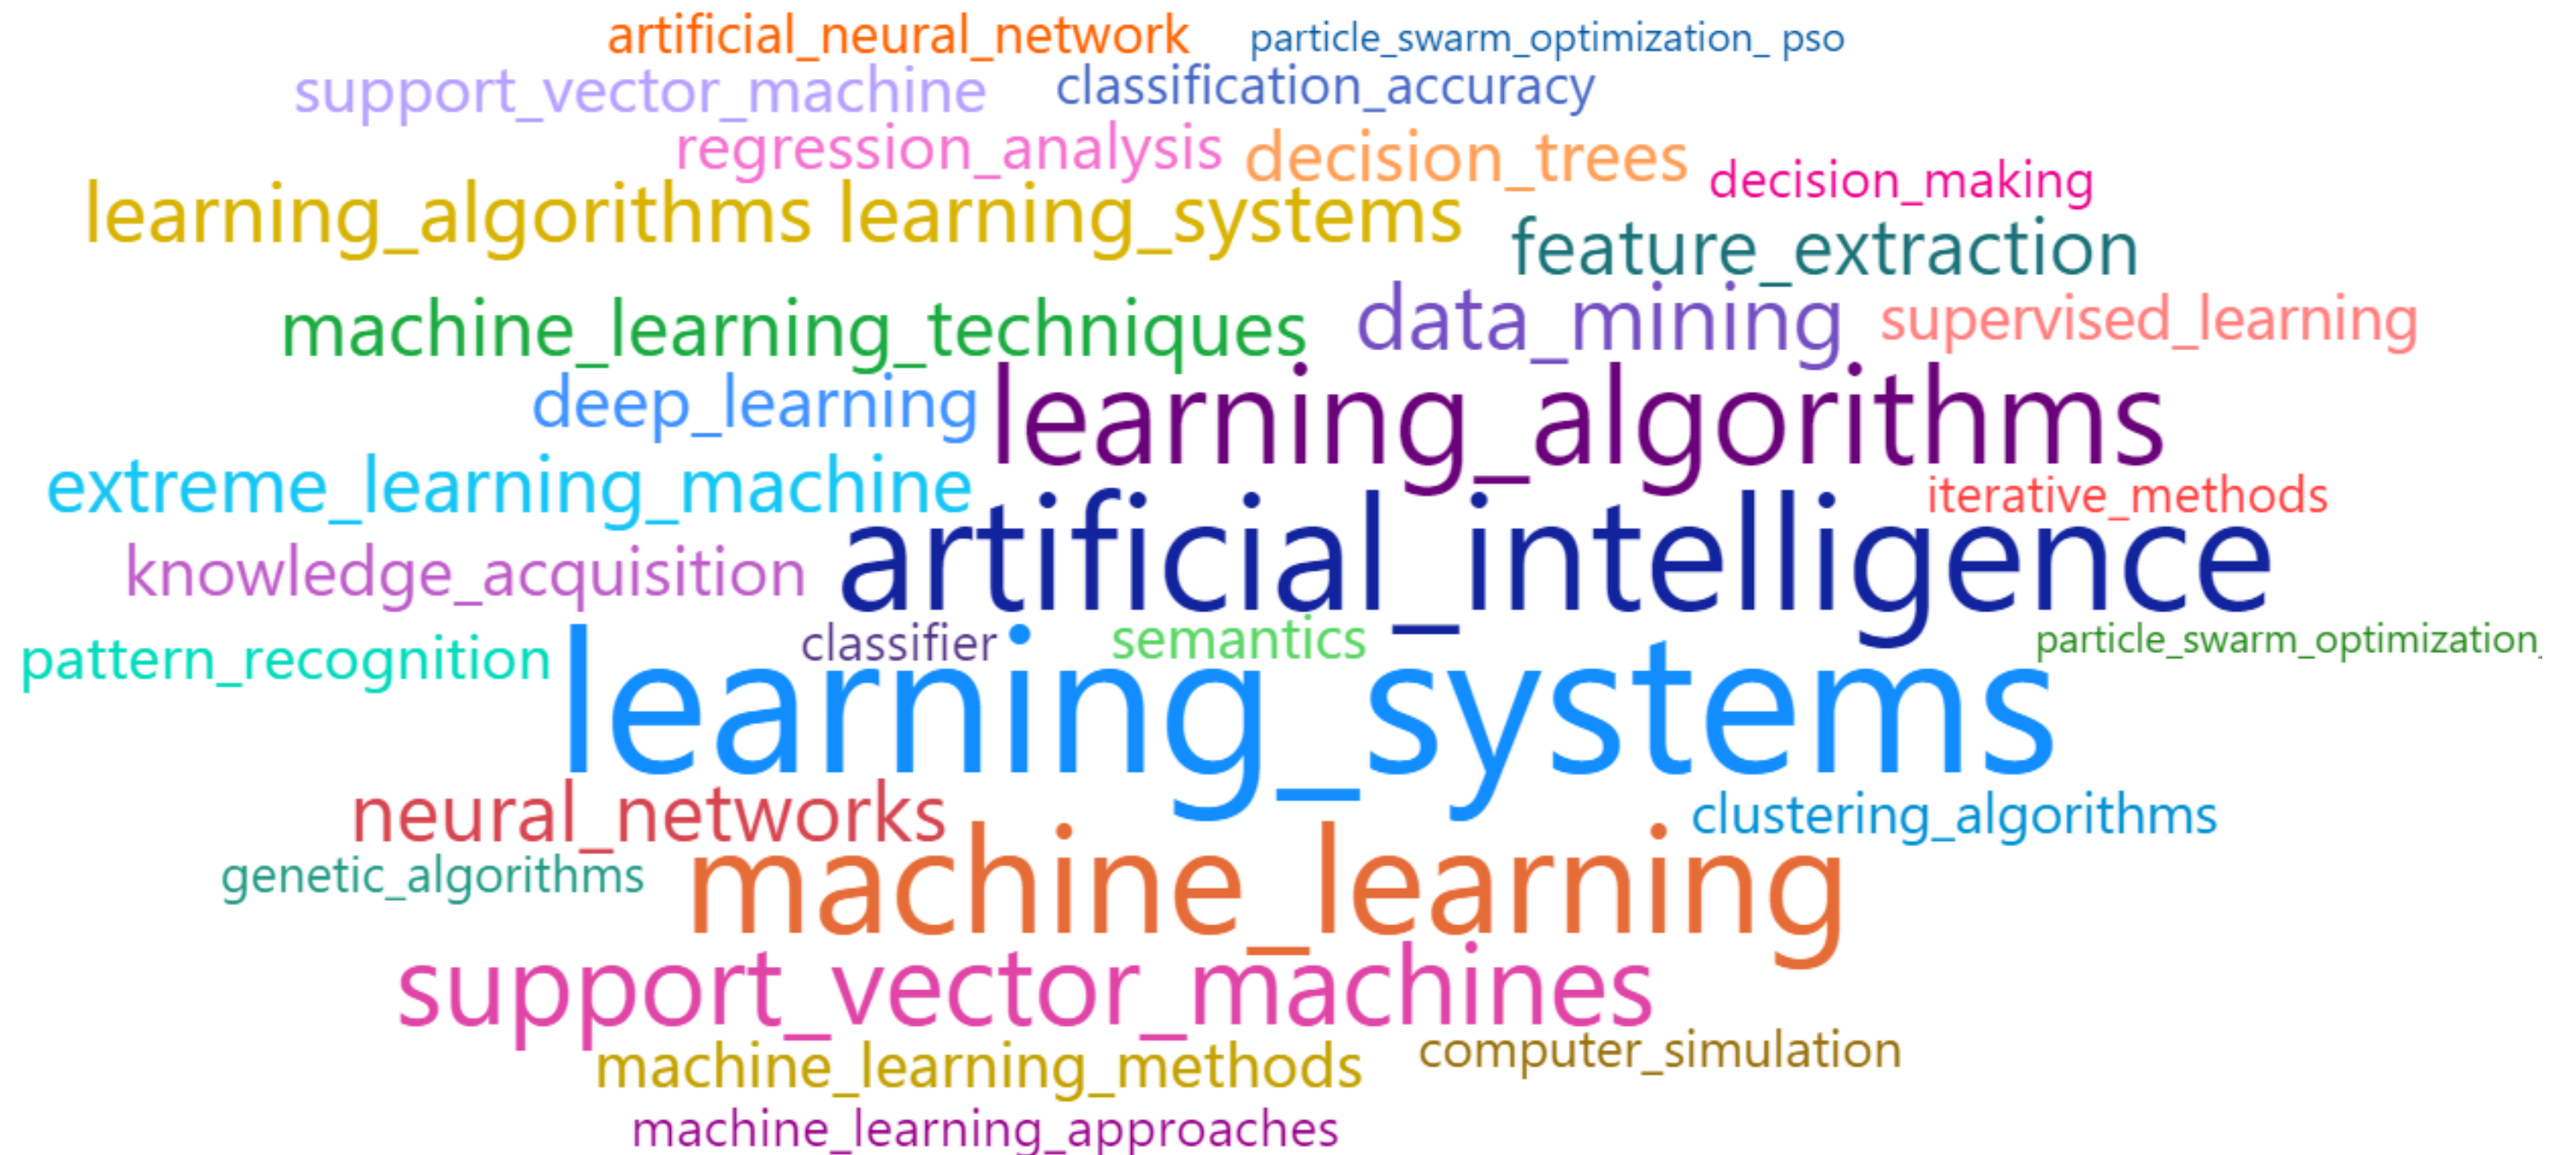 artificial_neural_network particle_swarm_optimization_ pso
support_vector_machine classification_accuracy
regression_analysis decision_trees decision_making
learning_algorithms learning_systems
feature_extraction
machine_learning_techniques data_mining supervised_learning
deep_learning learning_algorithms
extreme_learning_machine iterative_methods
knowledge_acquisition artificial_intelligence
pattern_recognition classifier semantics particle_swarm_optimization_
learning_systems
neural_networks clustering_algorithms
genetic_algorithms machine_learning
support_vector_machines
machine_learning_methods computer_simulation
machine_learning_approaches